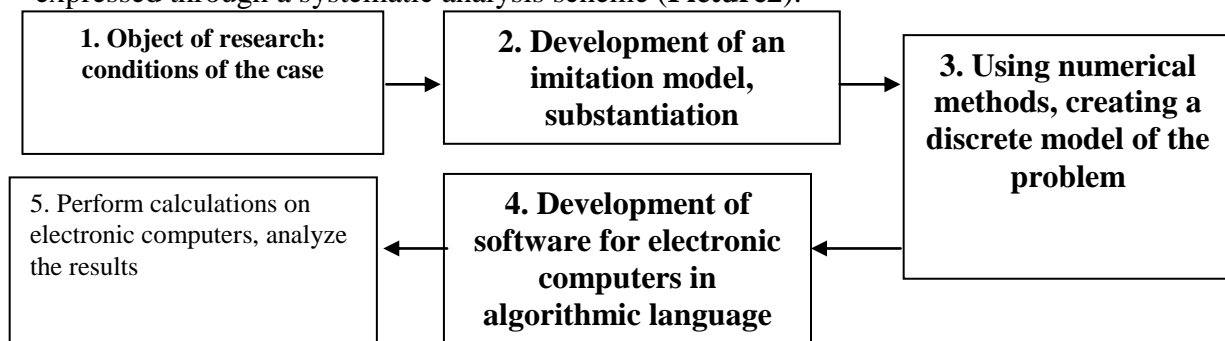 expressed through a systematic analysis scheme (Picture2).
1. Object of research:
conditions of the case
2. Development of an
imitation model,
substantiation
3. Using numerical
methods, creating a
discrete model of the
problem
4. Development of
software for electronic
computers in
algorithmic language
5. Perform calculations on
electronic computers, analyze
the results